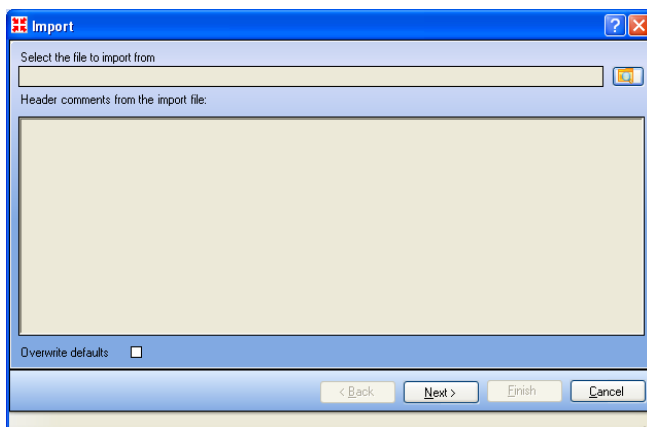 Import
Select the file to import from
Header comments from the import file:
Overwrite defaults
< Back Next > Finish Cancel